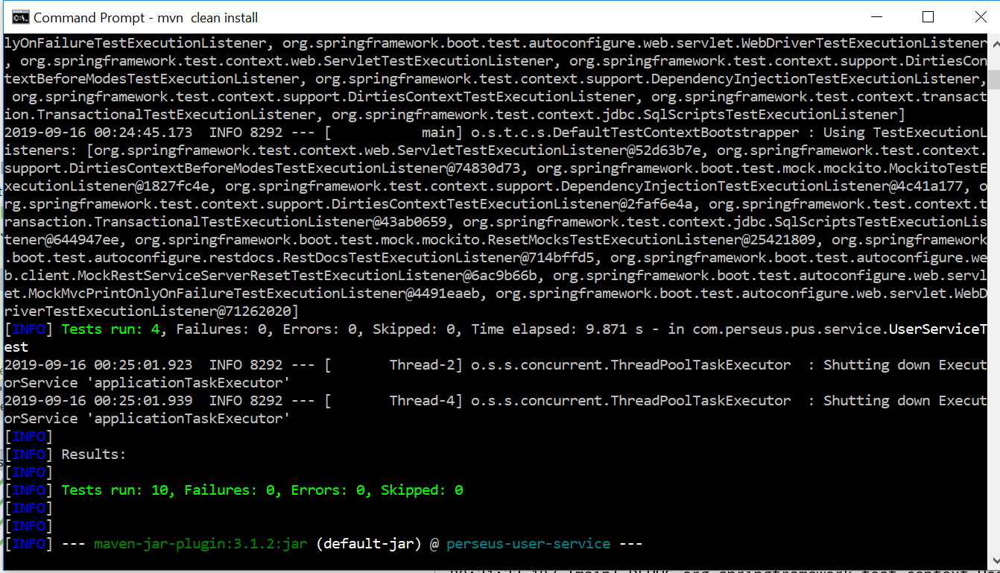 Command Prompt - mvn  clean install
lyOnFailureTestExecutionListener, org.springframework.boot.test.autoconfigure.web.servlet.WebDriverTestExecutionListener
, org.springframework.test.context.web.ServletTestExecutionListener, org.springframework.test.context.support.DirtiesCon
textBeforeModesTestExecutionListener, org.springframework.test.context.support.DependencyInjectionTestExecutionListener,
 org.springframework.test.context.support.DirtiesContextTestExecutionListener, org.springframework.test.context.transact
ion.TransactionalTestExecutionListener, org.springframework.test.context.jdbc.SqlScriptsTestExecutionListener]
2019-09-16 00:24:45.173  INFO 8292 --- [           main] o.s.t.c.s.DefaultTestContextBootstrapper : Using TestExecutionL
isteners: [org.springframework.test.context.web.ServletTestExecutionListener@52d63b7e, org.springframework.test.context.
support.DirtiesContextBeforeModesTestExecutionListener@74830d73, org.springframework.boot.test.mock.mockito.MockitoTestE
xecutionListener@1827fc4e, org.springframework.test.context.support.DependencyInjectionTestExecutionListener@4c41a177, o
rg.springframework.test.context.support.DirtiesContextTestExecutionListener@2faf6e4a, org.springframework.test.context.t
ransaction.TransactionalTestExecutionListener@43ab0659, org.springframework.test.context.jdbc.SqlScriptsTestExecutionLis
tener@644947ee, org.springframework.boot.test.mock.mockito.ResetMocksTestExecutionListener@25421809, org.springframework
.boot.test.autoconfigure.restdocs.RestDocsTestExecutionListener@714bffd5, org.springframework.boot.test.autoconfigure.we
b.client.MockRestServiceServerResetTestExecutionListener@6ac9b66b, org.springframework.boot.test.autoconfigure.web.servl
et.MockMvcPrintOnlyOnFailureTestExecutionListener@4491eaeb, org.springframework.boot.test.autoconfigure.web.servlet.WebD
riverTestExecutionListener@71262020]
[INFO] Tests run: 4, Failures: 0, Errors: 0, Skipped: 0, Time elapsed: 9.871 s - in com.perseus.pus.service.UserServiceT
est
2019-09-16 00:25:01.923  INFO 8292 --- [       Thread-2] o.s.s.concurrent.ThreadPoolTaskExecutor  : Shutting down Execut
orService 'applicationTaskExecutor'
2019-09-16 00:25:01.939  INFO 8292 --- [       Thread-4] o.s.s.concurrent.ThreadPoolTaskExecutor  : Shutting down Execut
orService 'applicationTaskExecutor'
[INFO]
[INFO] Results:
[INFO]
[INFO] Tests run: 10, Failures: 0, Errors: 0, Skipped: 0
[INFO]
[INFO]
[INFO] --- maven-jar-plugin:3.1.2:jar (default-jar) @ perseus-user-service ---